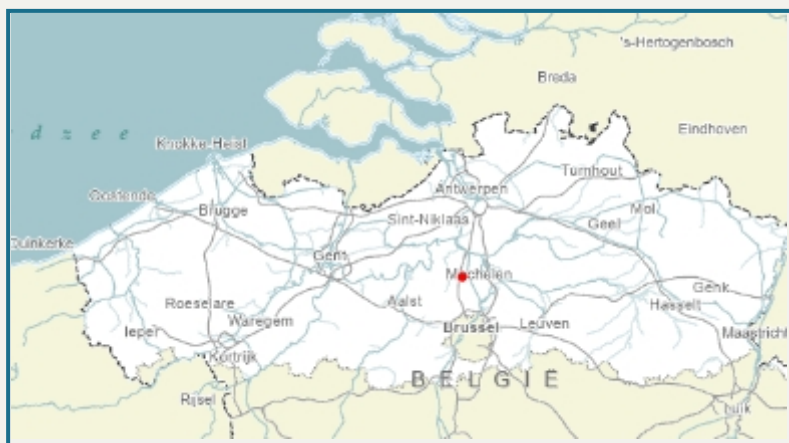 's-Hertogenbosch
Breda
Eindhoven
d z e e
Knokke-Heist
Turnhout
Oostende
Antwerpen
Brugge
Mol
Sint-Niklaas
Geel
Duinkerke
Gent
Mechelen
Genk
Roeselare
Aalst
Hasselt
Waregem
Brussel
Leuven
Ieper
Maastricht
Kortrijk
BELGIË
Rijsel
Luik